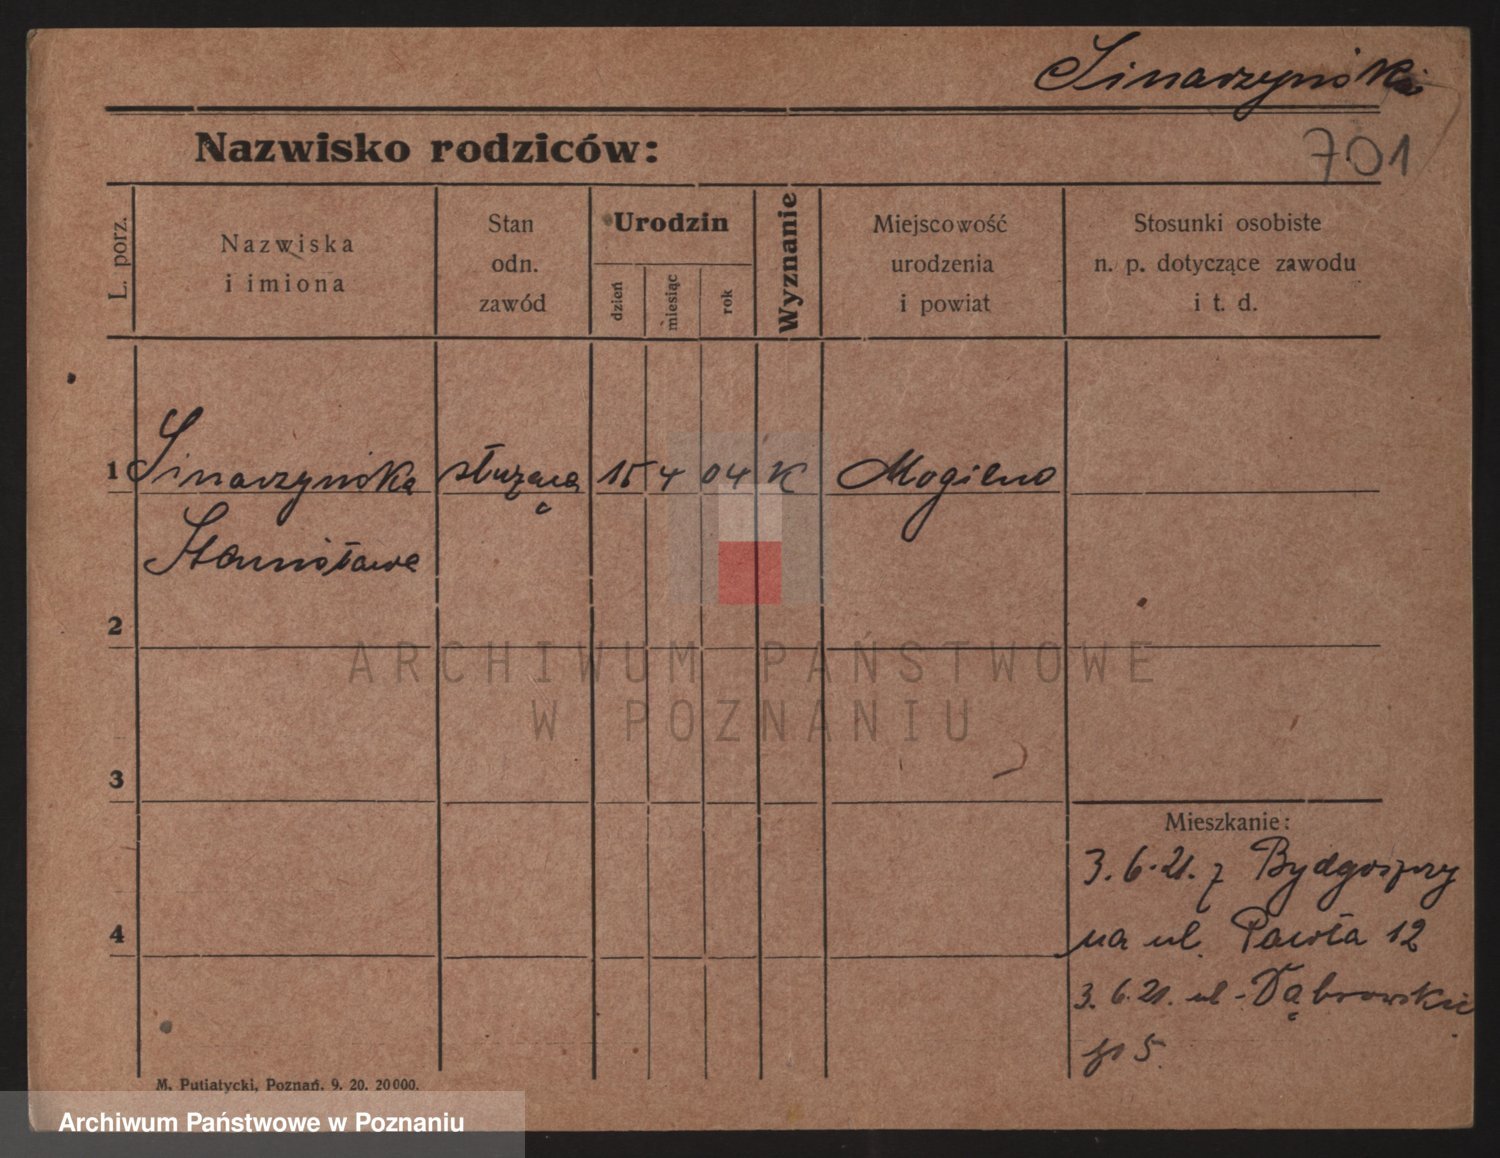 Sinarzyński
Nazwisko rodziców:
701
L. porz.
Nazwiska
i imiona
Stan
odn.
zawód
Urodzin
dzień
miesiąc
rok
Wyznanie
Miejscowość
urodzenia
i powiat
Stosunki osobiste
n. p. dotyczące zawodu
i t. d.
1 Sinarzyńska służąca 15 4 04 K Mogilno
Stanisława
2
ARCHIWUM PAŃSTWOWE
W POZNANIU
3
Mieszkanie:
3.6.21. z Bydgoszczy
na ul. Pawła 12
4
3.6.21. ul. Dąbrowskie
go 5
M. Putiatycki, Poznań. 9. 20. 20000.
Archiwum Państwowe w Poznaniu